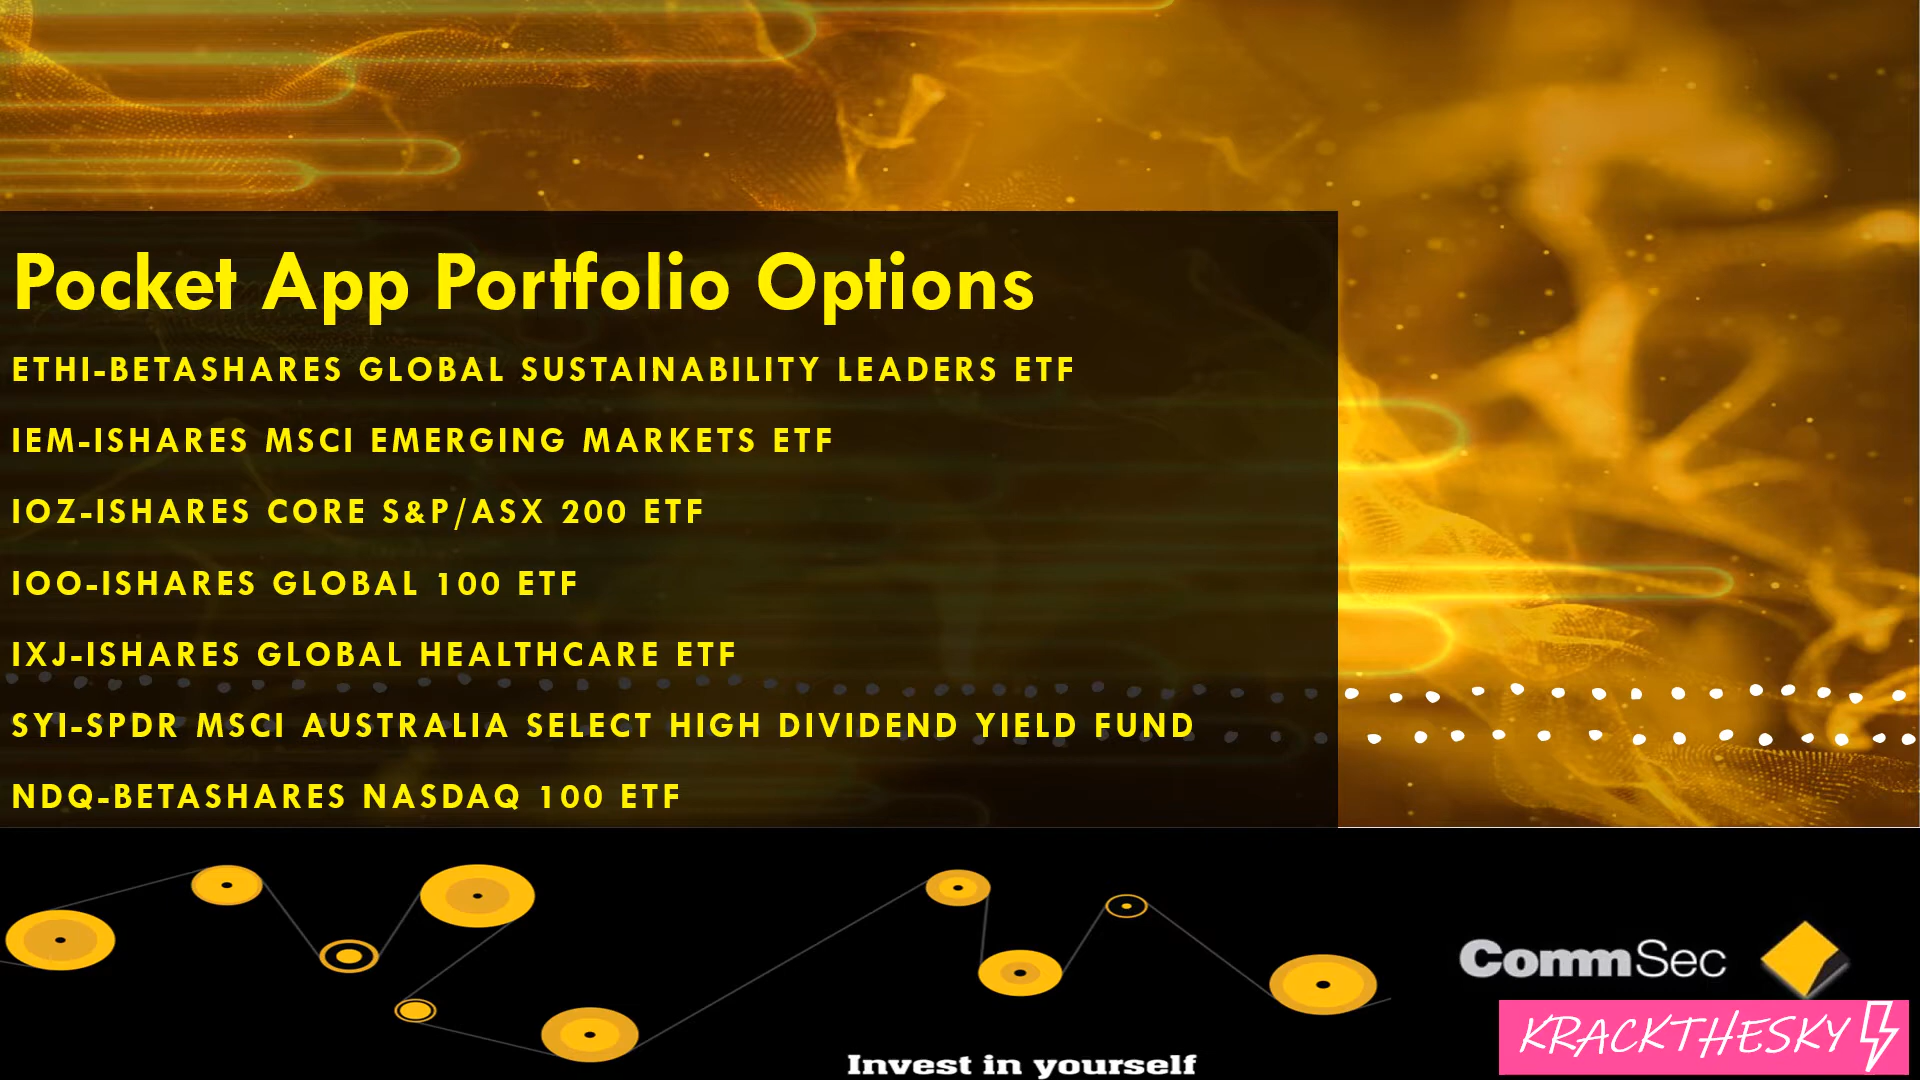 Pocket App Portfolio Options
ETHI-BETASHARES GLOBAL SUSTAINABILITY LEADERS ETF
IEM-ISHARES MSCI EMERGING MARKETS ETF
IOZ-ISHARES CORE S&P/ASX 200 ETF
IOO-ISHARES GLOBAL 100 ETF
IXJ-ISHARES GLOBAL HEALTHCARE ETF
SYI-SPDR MSCI AUSTRALIA SELECT HIGH DIVIDEND YIELD FUND
NDQ-BETASHARES NASDAQ 100 ETF
CommSec
KRACKTHESKY
Invest in yourself